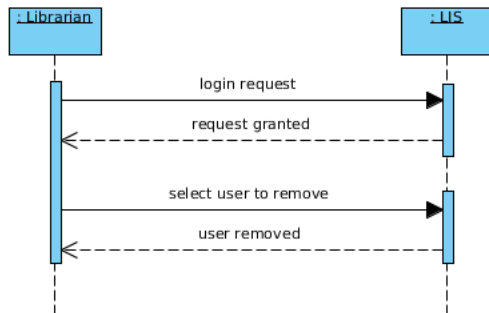 : Librarian
: LIS
login request
request granted
select user to remove
user removed